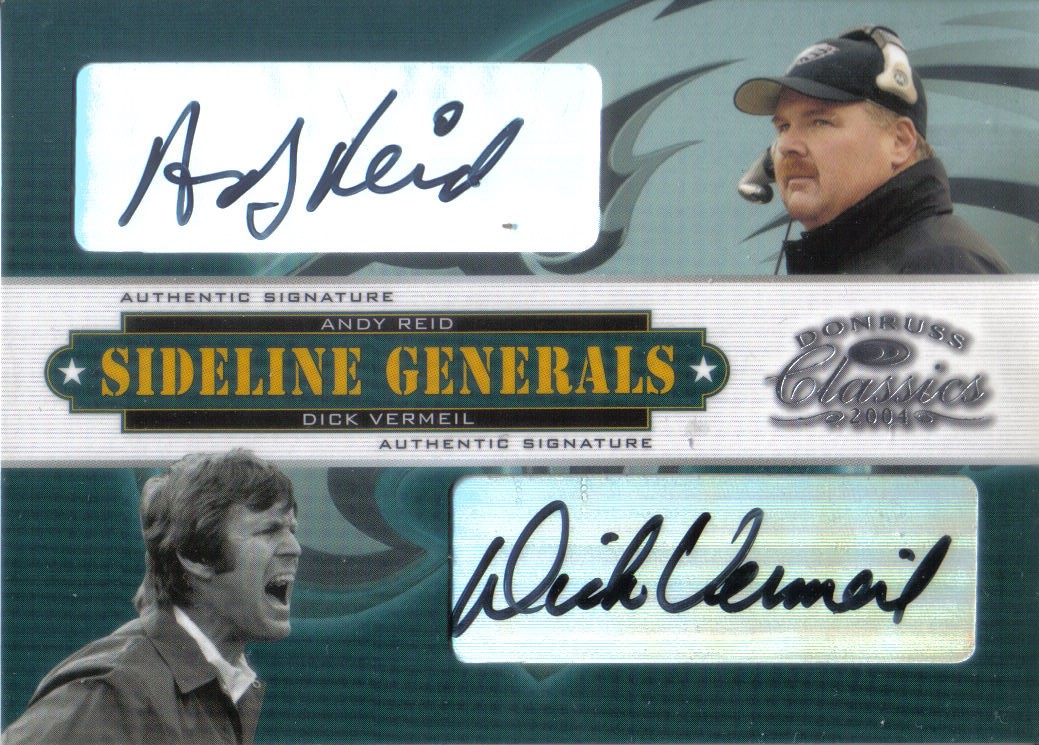 Andy Reid
AUTHENTIC SIGNATURE
ANDY REID
SIDELINE GENERALS
DICK VERMEIL
AUTHENTIC SIGNATURE
DONRUSS
Classics
2004
Dick Vermeil